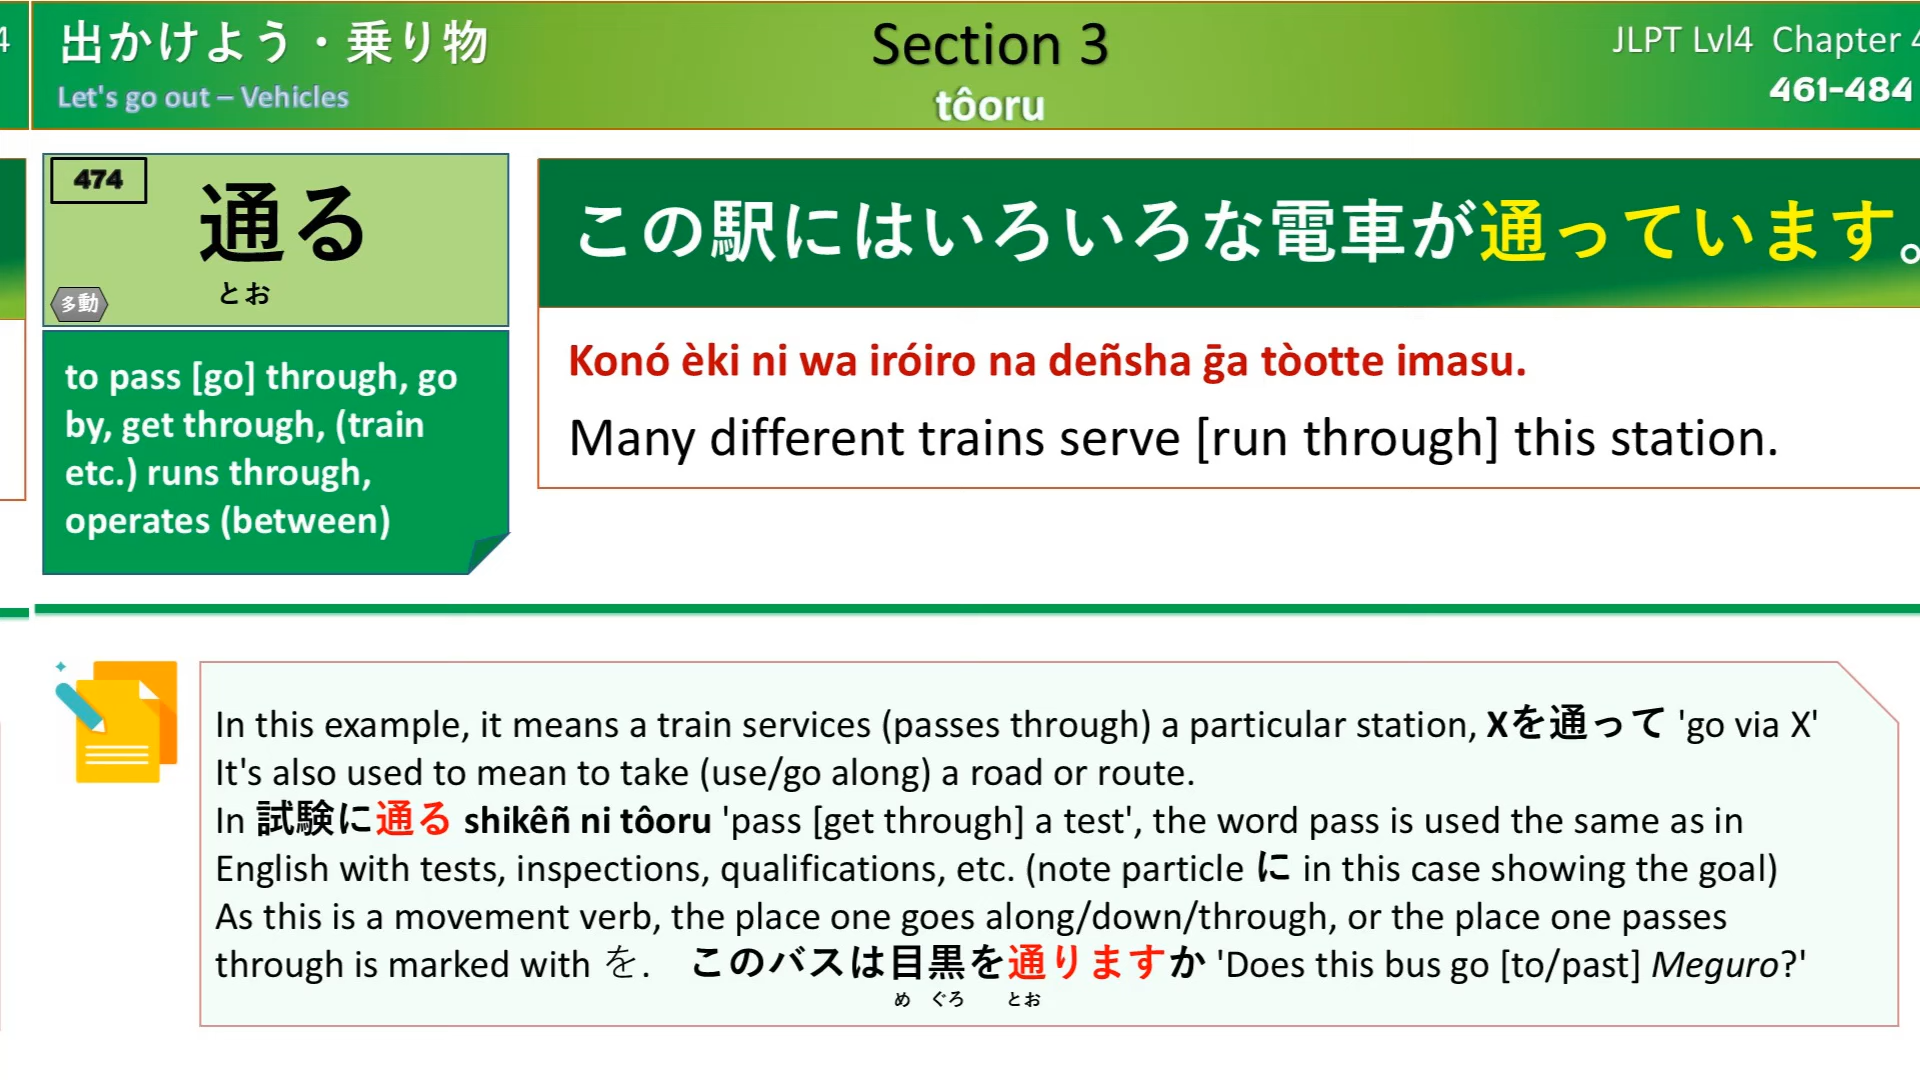 4
出かけよう・乗り物
Let's go out – Vehicles
Section 3
tôoru
JLPT Lvl4 Chapter 4
461-484
474
通る
とお
多動
to pass [go] through, go
by, get through, (train
etc.) runs through,
operates (between)
この駅にはいろいろな電車が通っています。
Konó èki ni wa iróiro na deñsha ḡa tòotte imasu.
Many different trains serve [run through] this station.
In this example, it means a train services (passes through) a particular station, Xを通って 'go via X'
It's also used to mean to take (use/go along) a road or route.
In 試験に通る shikêñ ni tôoru 'pass [get through] a test', the word pass is used the same as in
English with tests, inspections, qualifications, etc. (note particle に in this case showing the goal)
As this is a movement verb, the place one goes along/down/through, or the place one passes
through is marked with を. このバスは目黒を通りますか 'Does this bus go [to/past] Meguro?'
め ぐろ とお